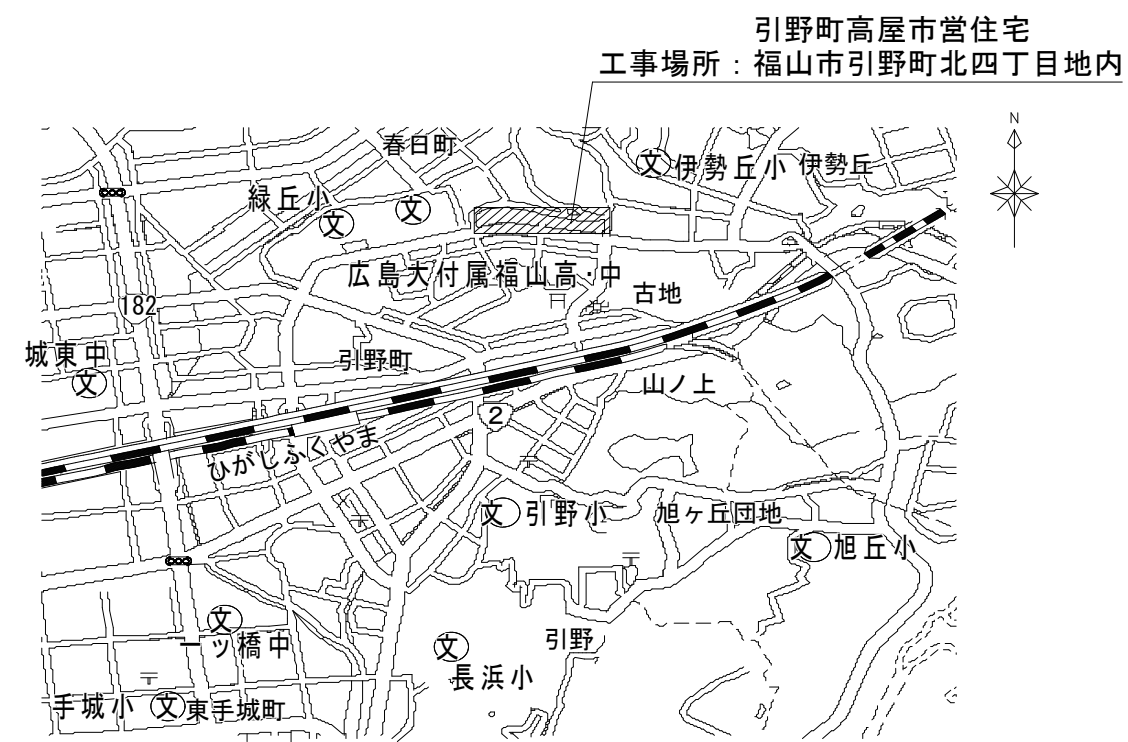 引野町高屋市営住宅
工事場所：福山市引野町北四丁目地内
N
春日町
文 伊勢丘小 伊勢丘
緑丘小
文 文
広島大付属福山高・中
古地
182
城東中
文
引野町
山ノ上
2
ひがしふくやま
文 引野小
旭ヶ丘団地
文 旭丘小
文
一ッ橋中
引野
文
長浜小
手城小 文 東手城町